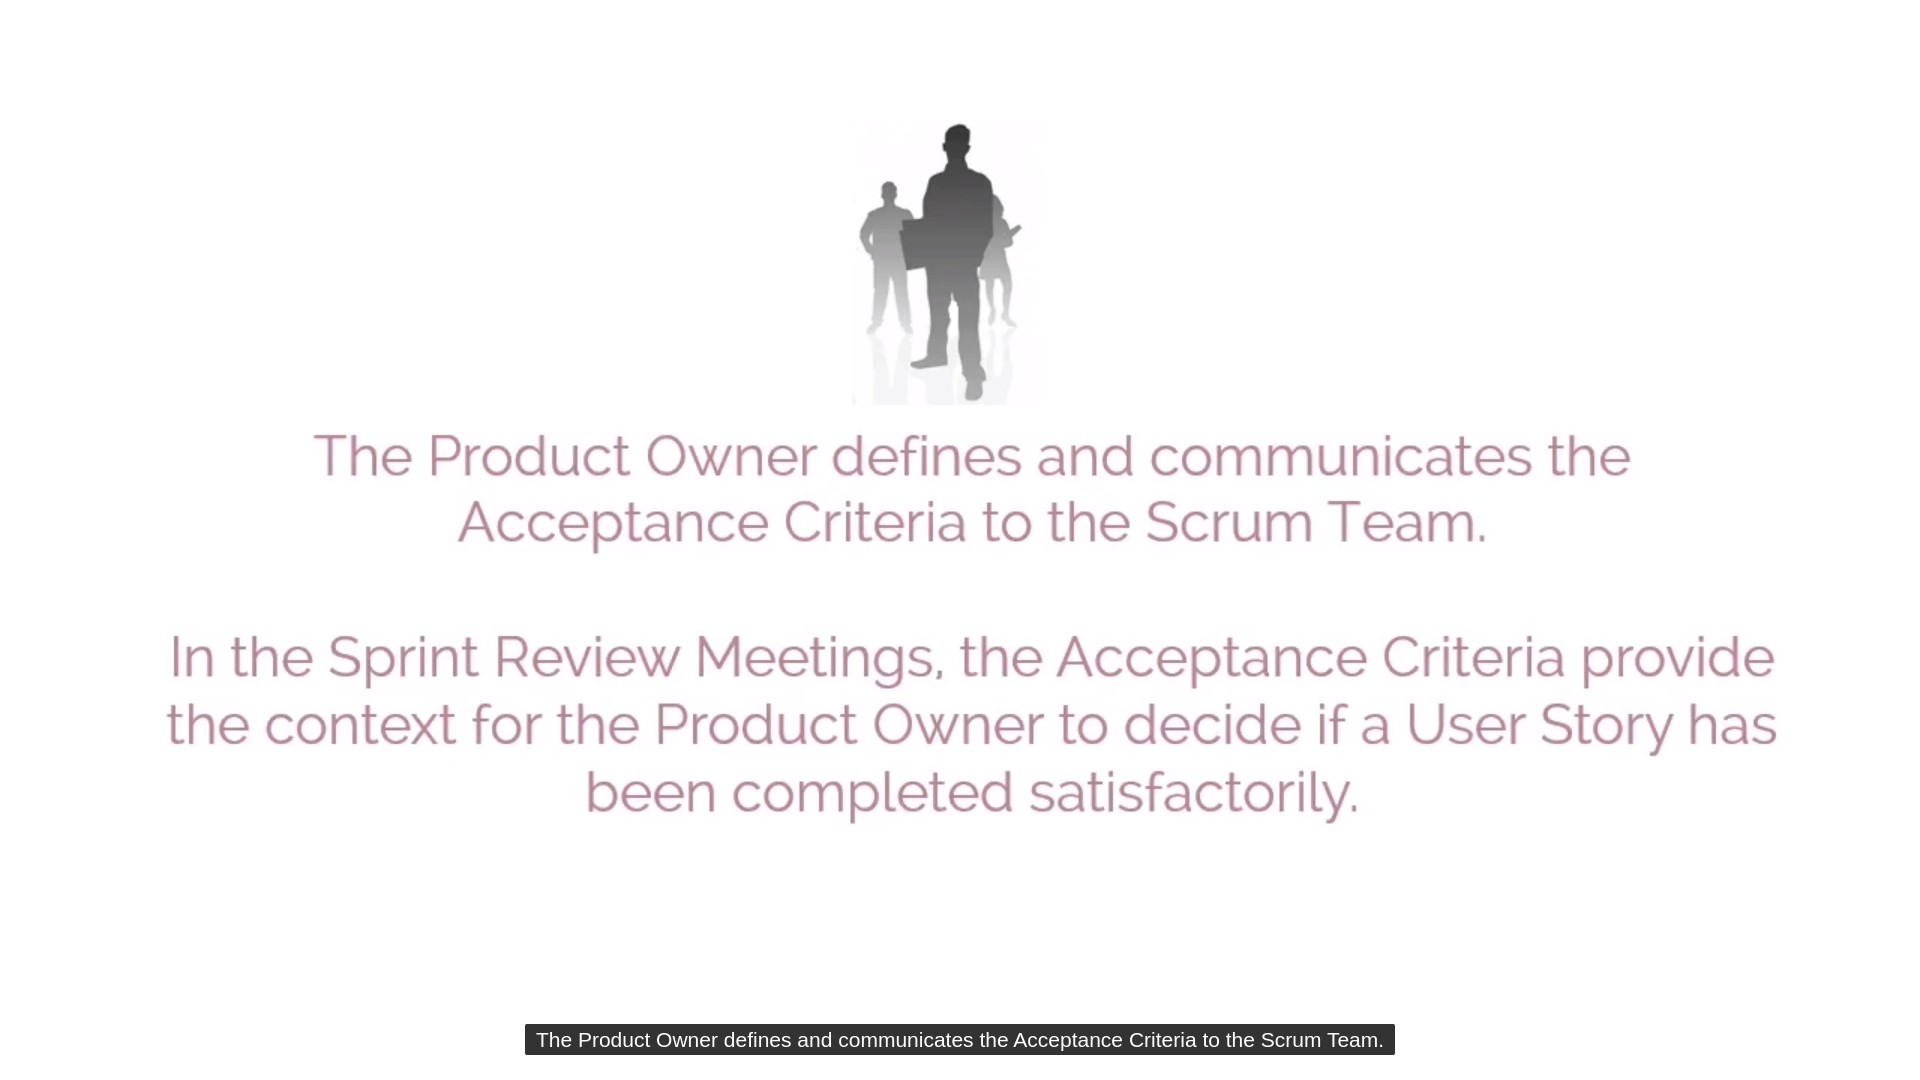 The Product Owner defines and communicates the
Acceptance Criteria to the Scrum Team.
In the Sprint Review Meetings, the Acceptance Criteria provide
the context for the Product Owner to decide if a User Story has
been completed satisfactorily.
The Product Owner defines and communicates the Acceptance Criteria to the Scrum Team.